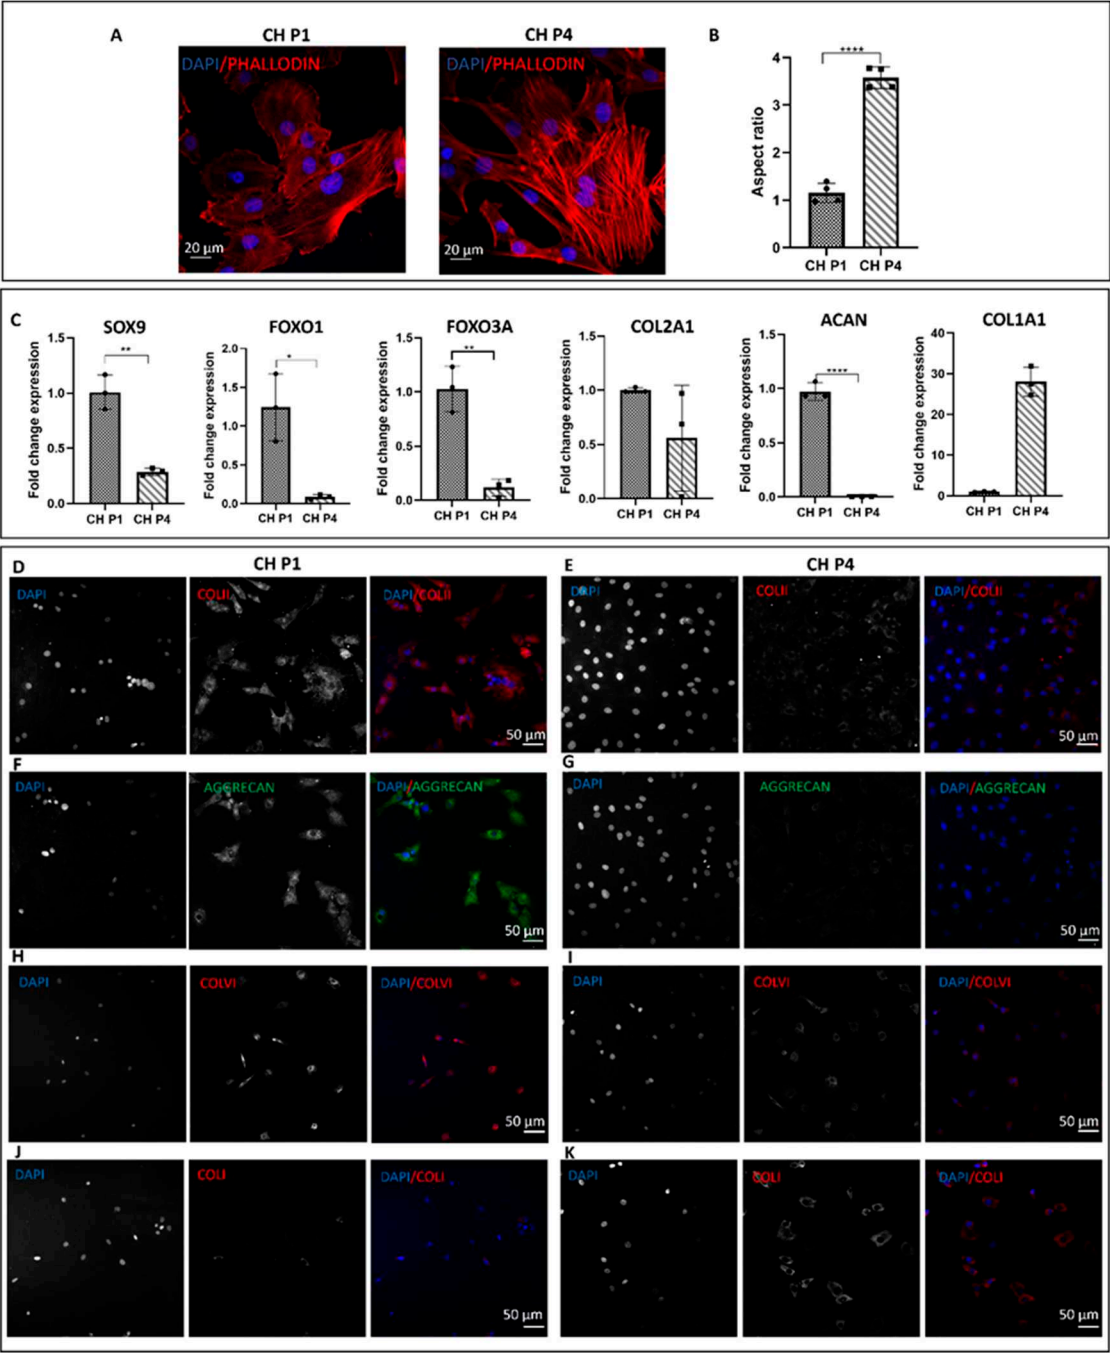 A
CH P1
CH P4
B
DAPI/PHALLODIN
DAPI/PHALLODIN
20 µm
20 µm
Aspect ratio
4
3
2
1
0
****
CH P1
CH P4
C
SOX9
Fold change expression
1.5
1.0
0.5
0.0
**
CH P1
CH P4
FOXO1
Fold change expression
2.0
1.5
1.0
0.5
0.0
*
CH P1
CH P4
FOXO3A
Fold change expression
1.5
1.0
0.5
0.0
**
CH P1
CH P4
COL2A1
Fold change expression
1.5
1.0
0.5
0.0
CH P1
CH P4
ACAN
Fold change expression
1.5
1.0
0.5
0.0
****
CH P1
CH P4
COL1A1
Fold change expression
40
30
20
10
0
CH P1
CH P4
D
CH P1
E
CH P4
DAPI
COLII
DAPI/COLII
50 µm
DAPI
COLII
DAPI/COLII
50 µm
F
G
DAPI
AGGRECAN
DAPI/AGGRECAN
50 µm
DAPI
AGGRECAN
DAPI/AGGRECAN
50 µm
H
I
DAPI
COLVI
DAPI/COLVI
50 µm
DAPI
COLVI
DAPI/COLVI
50 µm
J
K
DAPI
COLI
DAPI/COLI
50 µm
DAPI
COLI
DAPI/COLI
50 µm